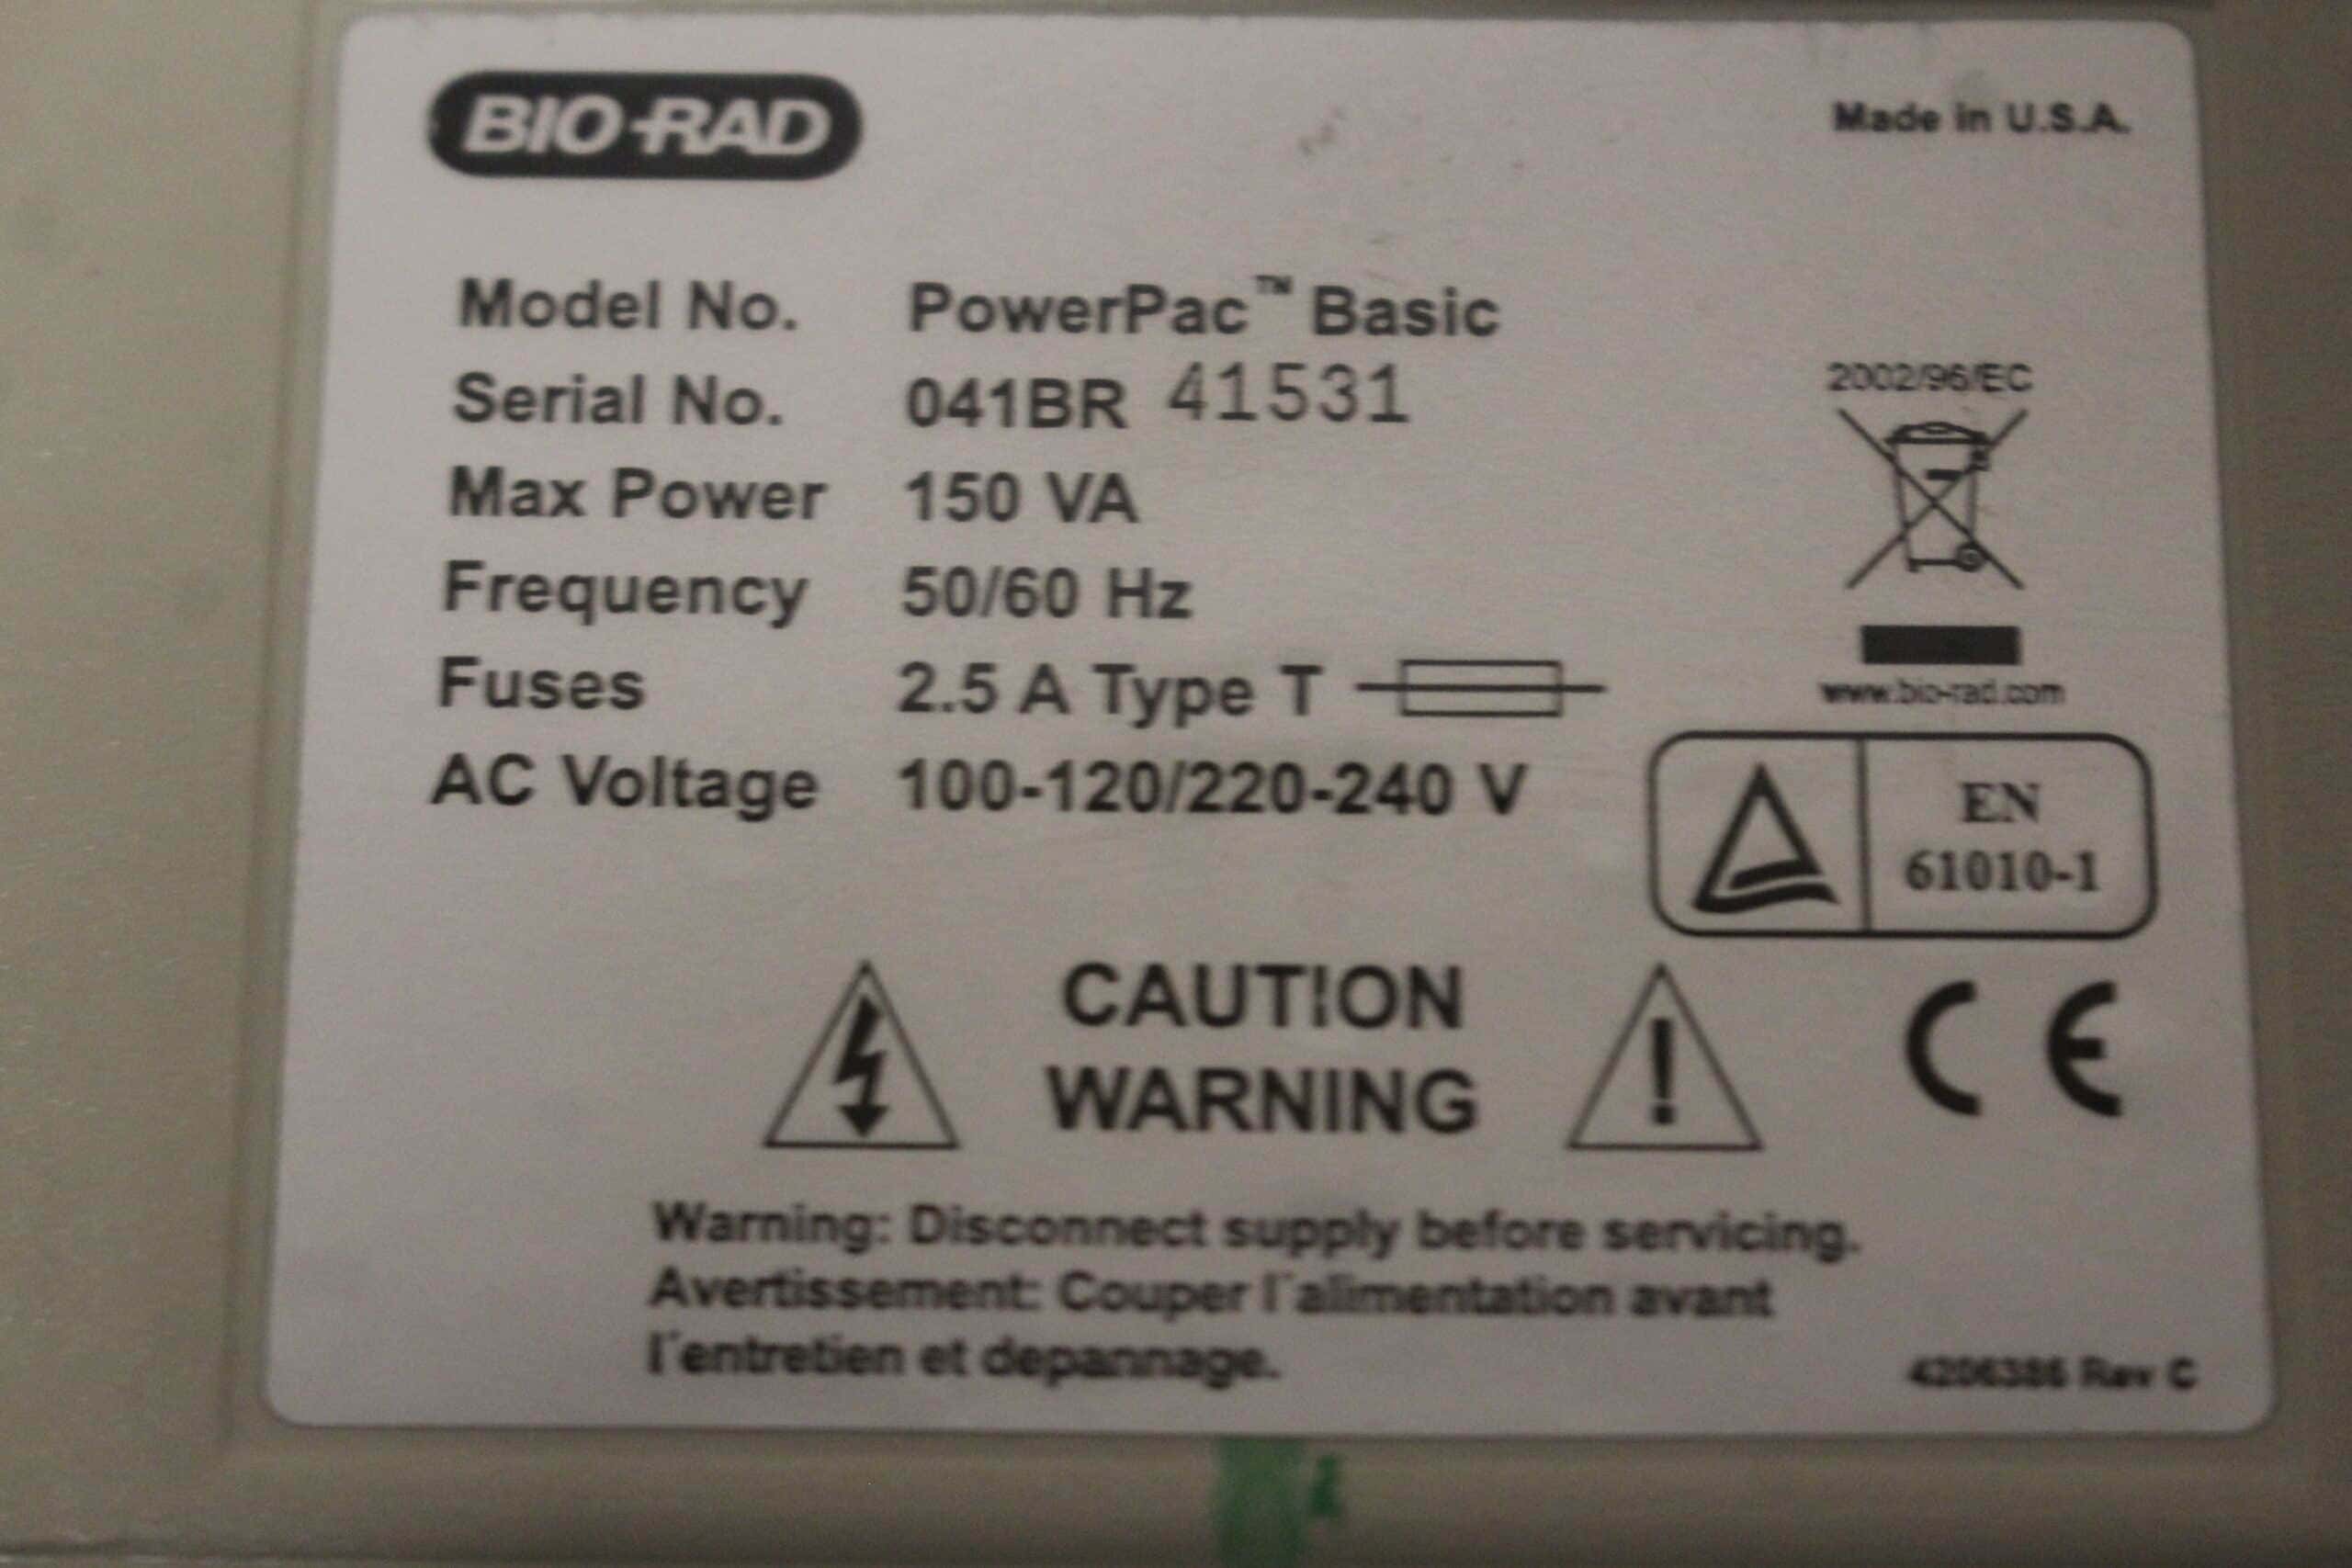 BIO-RAD
Made in U.S.A.
Model No. PowerPac™ Basic
Serial No. 041BR 41531
Max Power 150 VA
Frequency 50/60 Hz
Fuses 2.5 A Type T
AC Voltage 100-120/220-240 V
2002/96/EC
www.bio-rad.com
EN
61010-1
CAUTION
WARNING
!
CE
Warning: Disconnect supply before servicing.
Avertissement: Couper l´alimentation avant
l´entretien et depannage.
4206386 Rev C